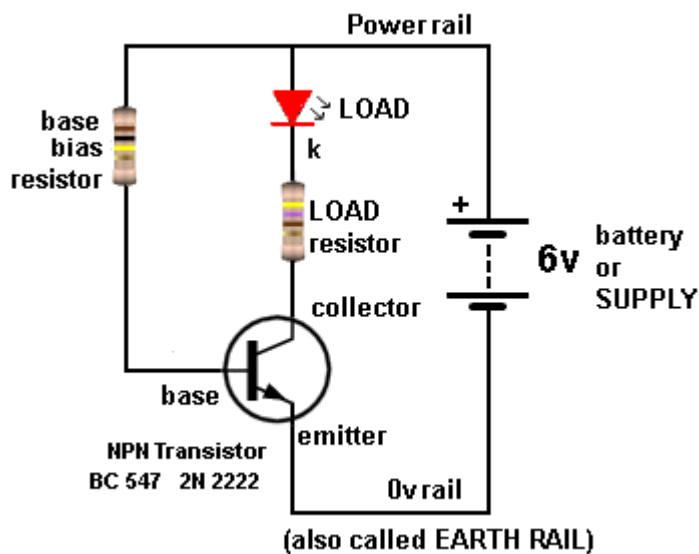 Power rail
base
bias
resistor
LOAD
k
LOAD
resistor
+
6v
battery
or
SUPPLY
collector
base
emitter
NPN Transistor
BC 547 2N 2222
0v rail
(also called EARTH RAIL)